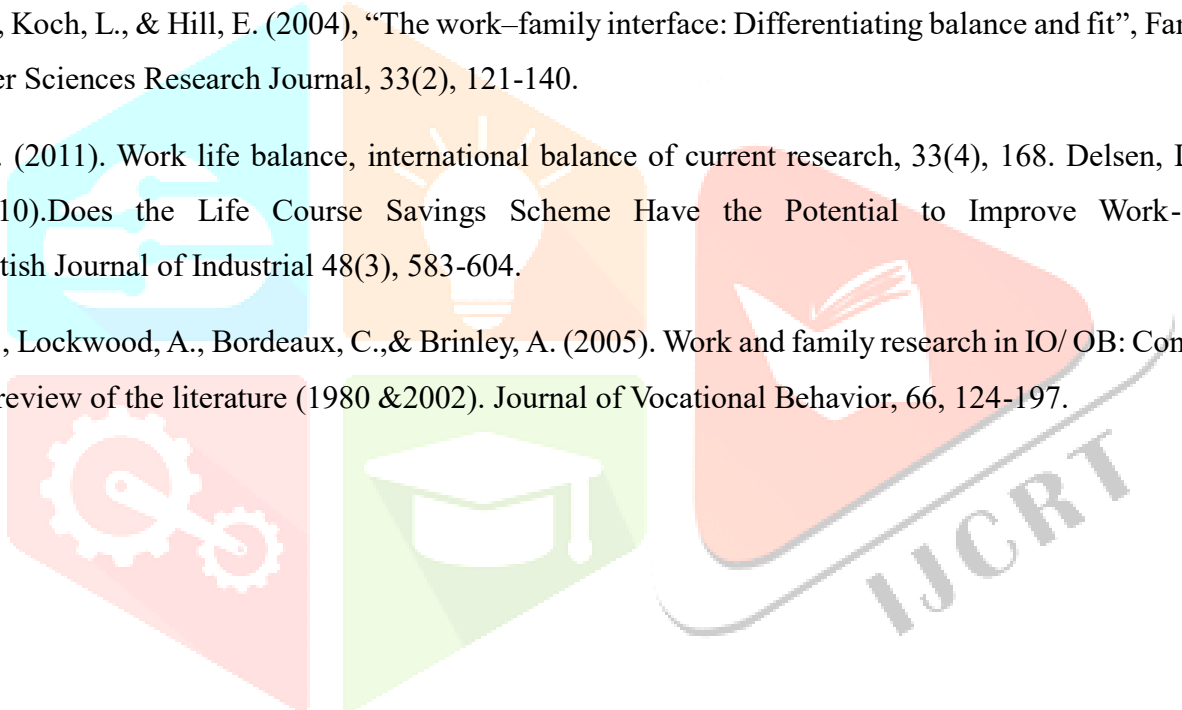 , Koch, L., & Hill, E. (2004), “The work–family interface: Differentiating balance and fit”, Fa
er Sciences Research Journal, 33(2), 121-140.
. (2011). Work life balance, international balance of current research, 33(4), 168. Delsen,
10).Does the Life Course Savings Scheme Have the Potential to Improve Work-
tish Journal of Industrial 48(3), 583-604.
., Lockwood, A., Bordeaux, C.,& Brinley, A. (2005). Work and family research in IO/ OB: Con
review of the literature (1980 &2002). Journal of Vocational Behavior, 66, 124-197.
IJCRT